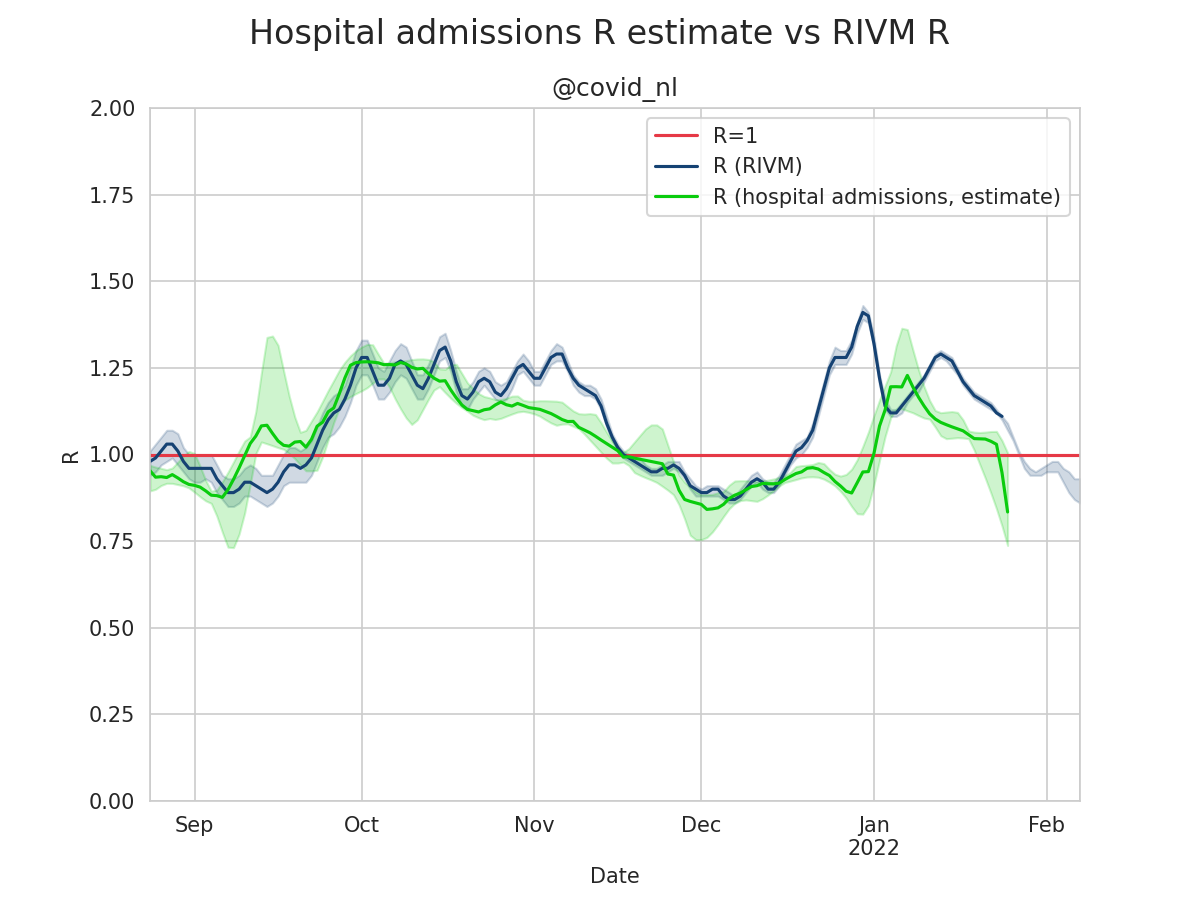 Hospital admissions R estimate vs RIVM R
@covid_nl
R=1
R (RIVM)
R (hospital admissions, estimate)
2.00
1.75
1.50
1.25
1.00
0.75
0.50
0.25
0.00
R
Sep Oct Nov Dec Jan Feb
2022
Date